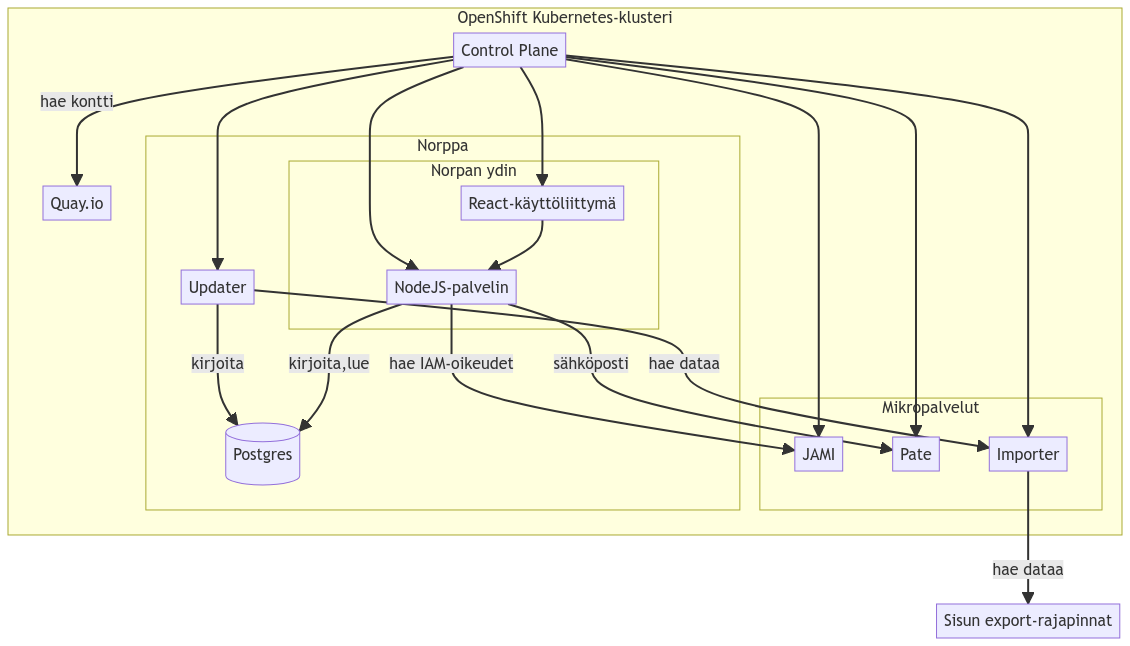 OpenShift Kubernetes-klusteri
Control Plane
hae kontti
Norppa
Norpan ydin
Quay.io
React-käyttöliittymä
Updater
NodeJS-palvelin
kirjoita
kirjoita,lue
hae IAM-oikeudet
sähköposti
hae dataa
Mikropalvelut
Postgres
JAMI
Pate
Importer
hae dataa
Sisun export-rajapinnat